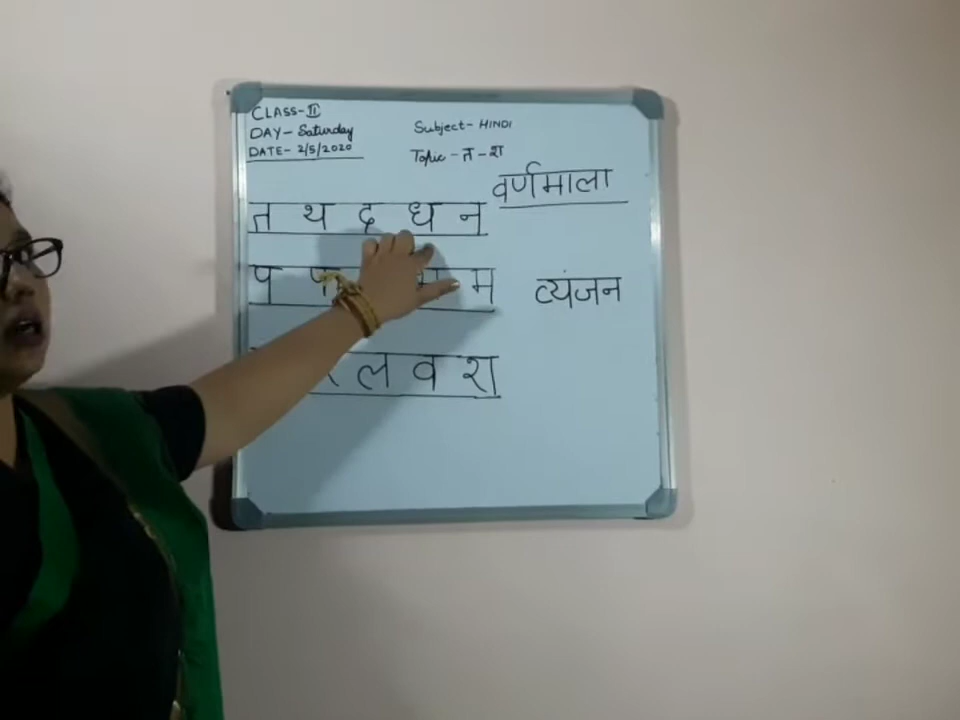 CLASS-II
DAY- Saturday
DATE- 2/5/2020
Subject- HINDI
Topic - त - श
वर्णमाला
त थ द ध न
प फ म
व्यंजन
ल व श